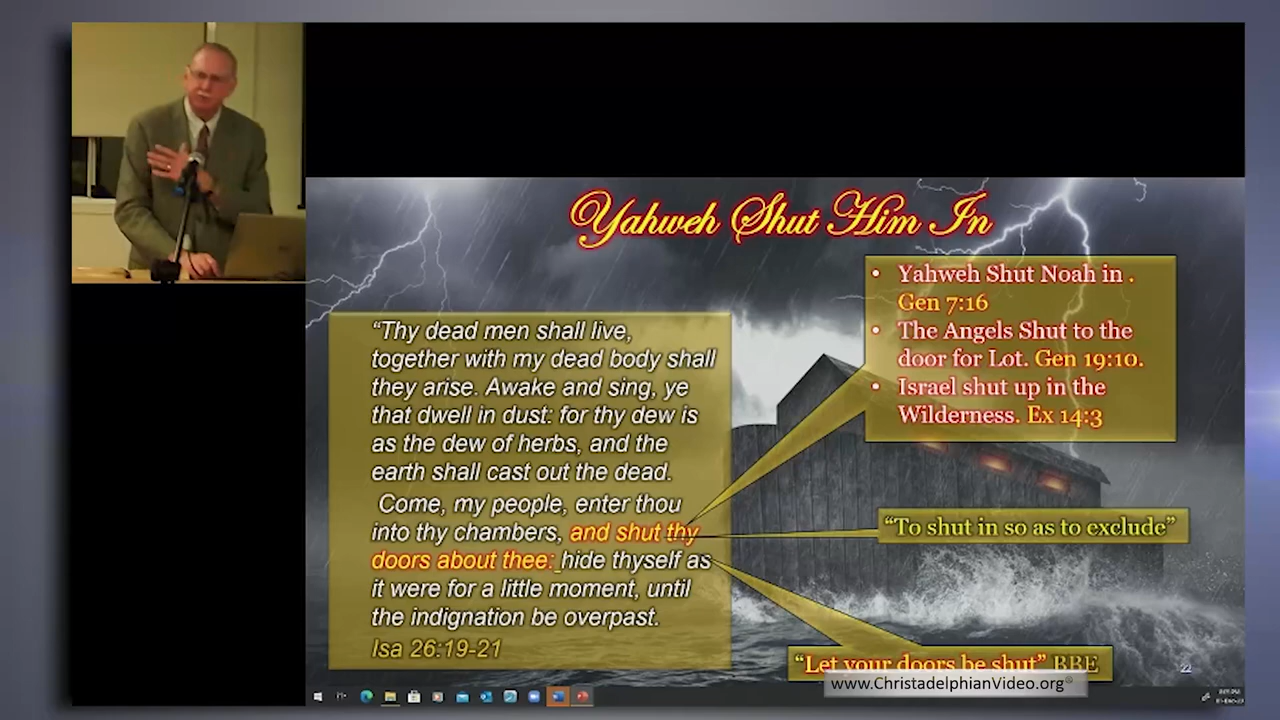 Yahweh Shut Him In
“Thy dead men shall live,
together with my dead body shall
they arise. Awake and sing, ye
that dwell in dust: for thy dew is
as the dew of herbs, and the
earth shall cast out the dead.
Come, my people, enter thou
into thy chambers, and shut thy
doors about thee: hide thyself as
it were for a little moment, until
the indignation be overpast.
Isa 26:19-21
• Yahweh Shut Noah in .
Gen 7:16
• The Angels Shut to the
door for Lot. Gen 19:10.
• Israel shut up in the
Wilderness. Ex 14:3
“To shut in so as to exclude”
“Let your doors be shut” BBE
22
www.ChristadelphianVideo.org